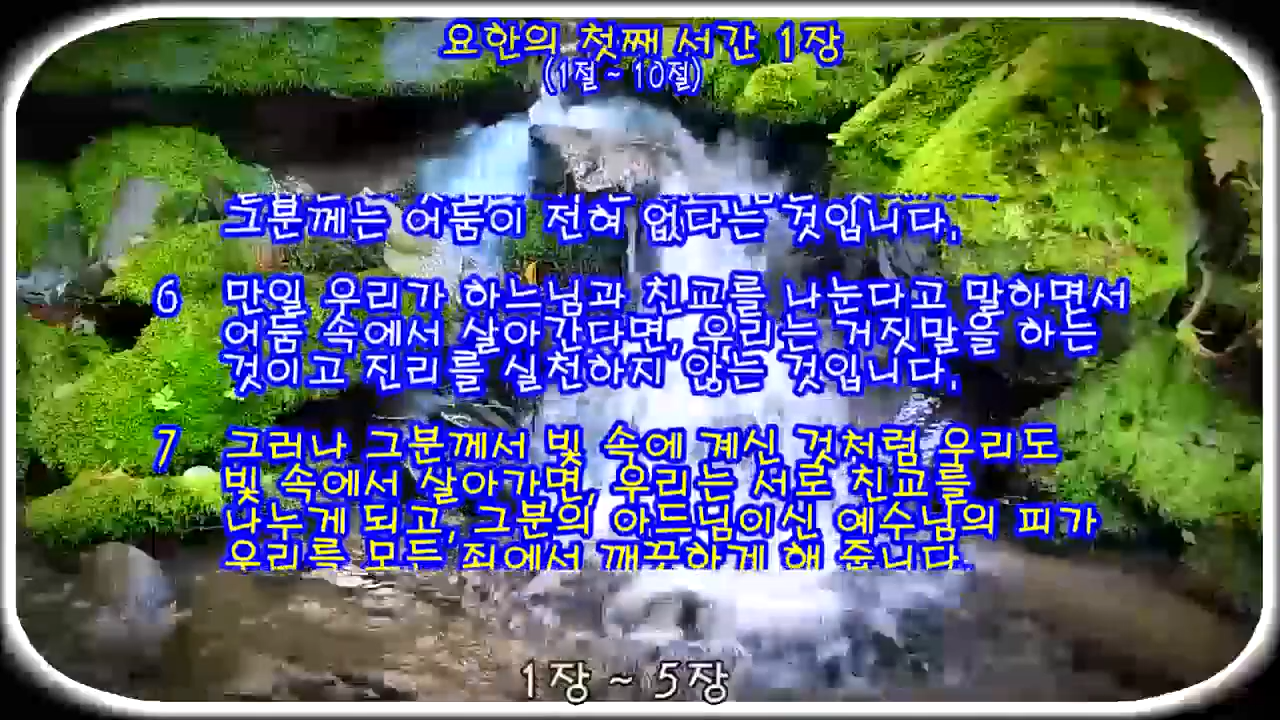 요한의 첫째 서간 1장
(1절 ~ 10절)
그분께는 어둠이 전혀 없다는 것입니다.
6 만일 우리가 하느님과 친교를 나눈다고 말하면서
어둠 속에서 살아간다면, 우리는 거짓말을 하는
것이고 진리를 실천하지 않는 것입니다.
7 그러나 그분께서 빛 속에 계신 것처럼 우리도
빛 속에서 살아가면, 우리는 서로 친교를
나누게 되고, 그분의 아드님이신 예수님의 피가
우리를 모든 죄에서 깨끗하게 해 줍니다.
1장 ~ 5장